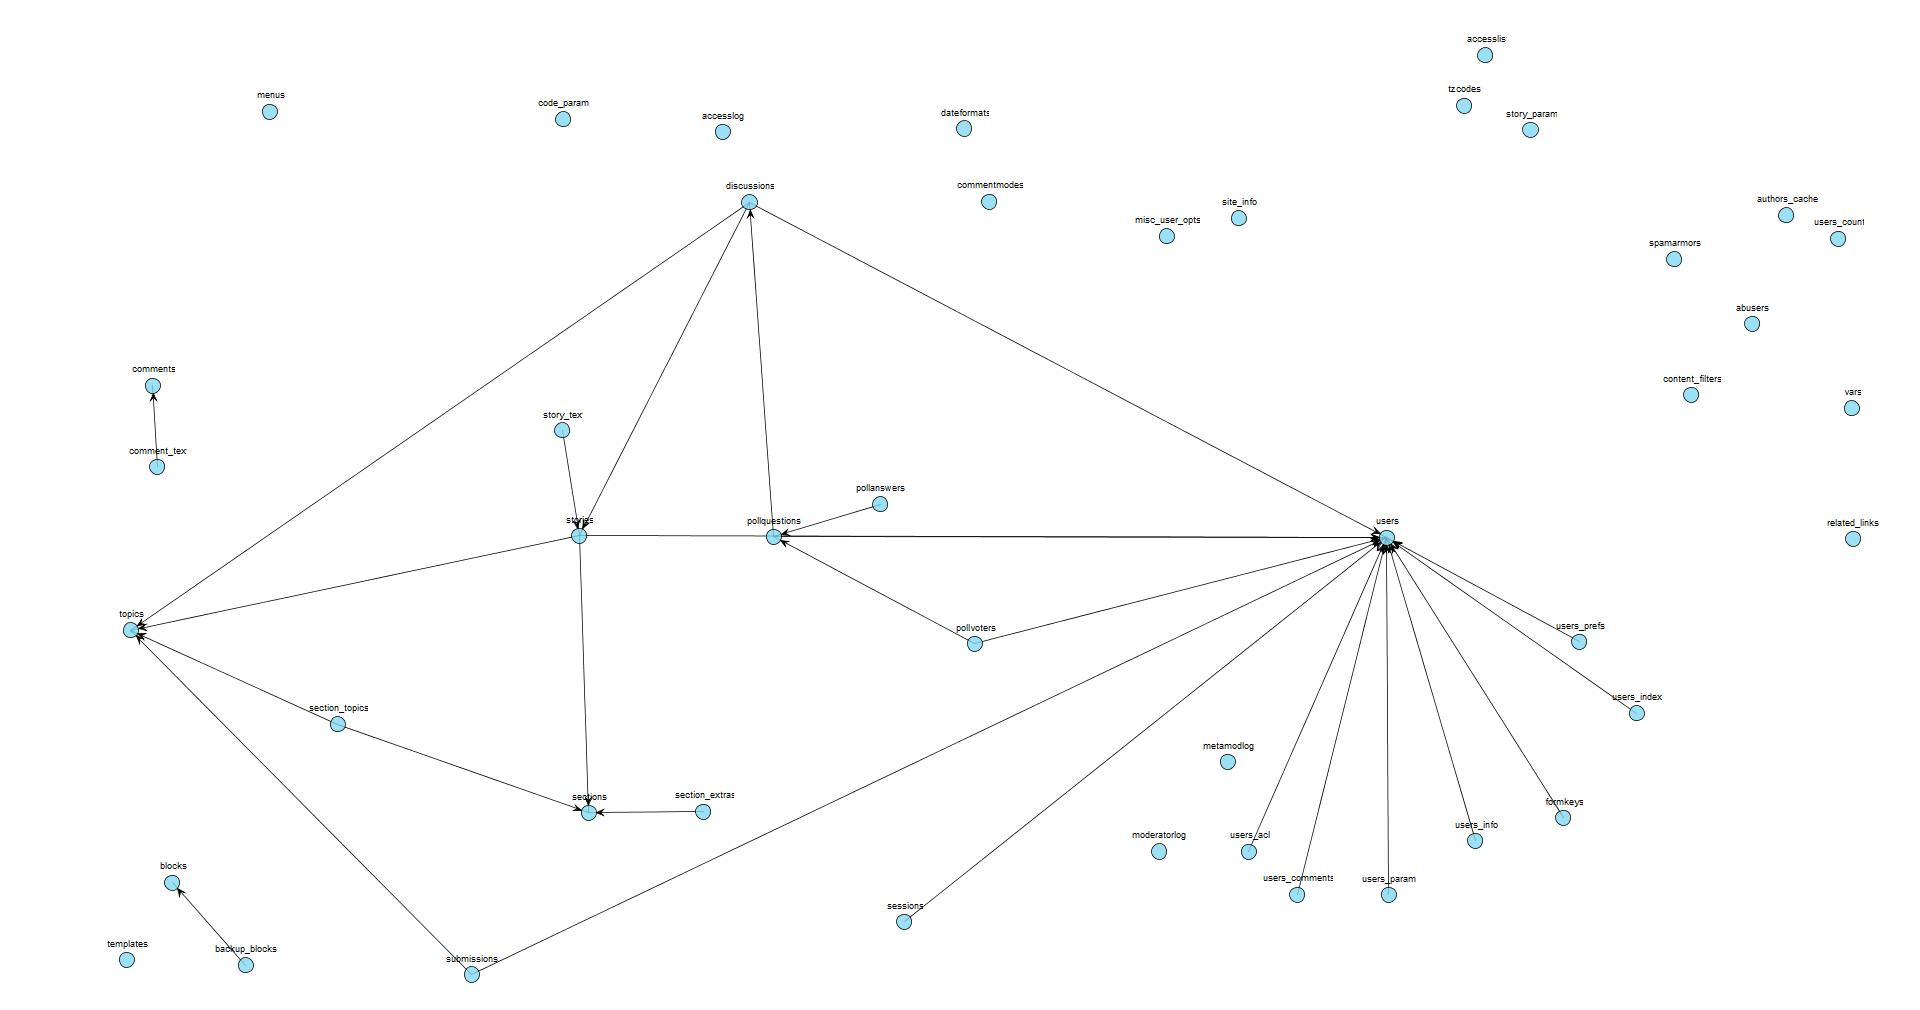 accesslis
tzcodes
menus
code_param
story_param
dateformats
accesslog
commentmodes
discussions
authors_cache
site_info
misc_user_opts
users_count
spamarmors
abusers
comments
content_filters
vars
story_tex
comment_tex
pollanswers
stories
pollquestions
users
related_links
topics
pollvoters
users_prefs
users_index
section_topics
metamodlog
sections
section_extras
formkeys
users_info
moderatorlog
users_acl
blocks
users_comments
users_param
sessions
templates
backup_blocks
submissions